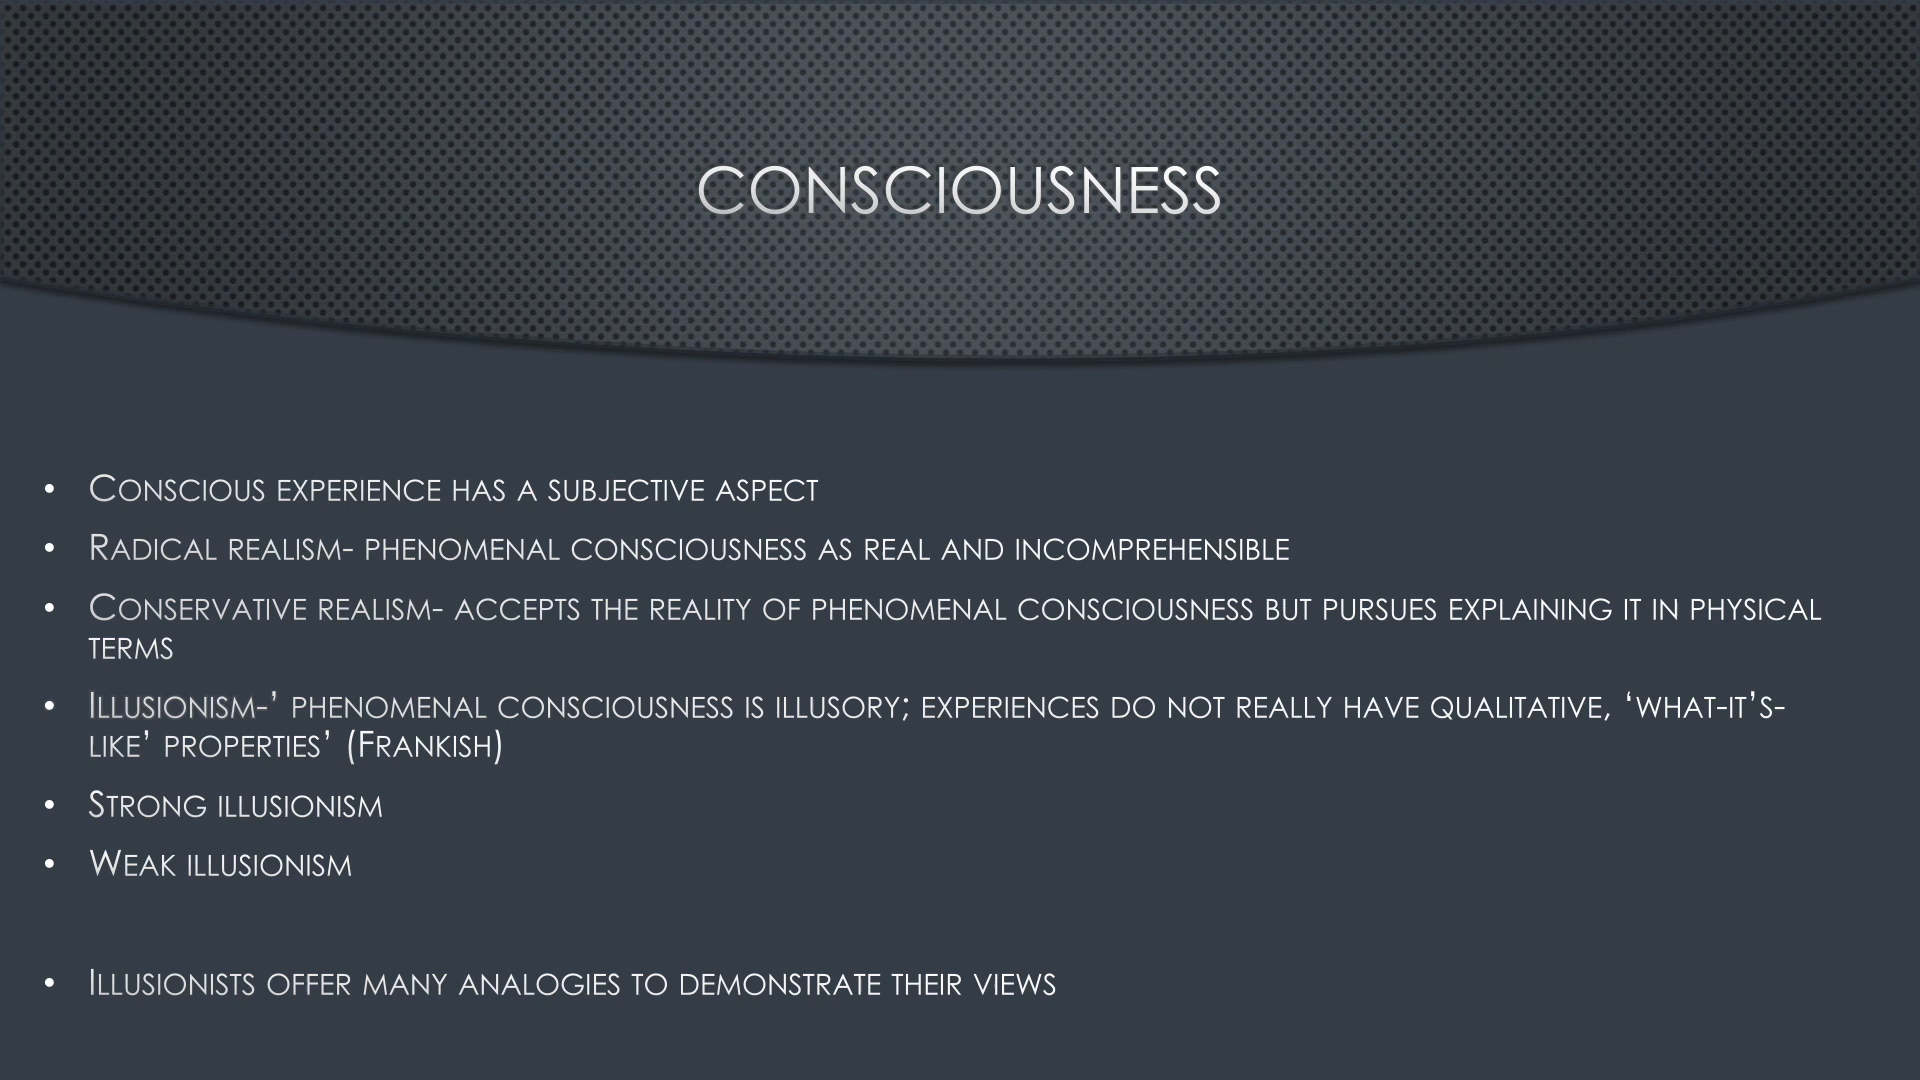 CONSCIOUSNESS
• CONSCIOUS EXPERIENCE HAS A SUBJECTIVE ASPECT
• RADICAL REALISM- PHENOMENAL CONSCIOUSNESS AS REAL AND INCOMPREHENSIBLE
• CONSERVATIVE REALISM- ACCEPTS THE REALITY OF PHENOMENAL CONSCIOUSNESS BUT PURSUES EXPLAINING IT IN PHYSICAL
TERMS
• ILLUSIONISM-’ PHENOMENAL CONSCIOUSNESS IS ILLUSORY; EXPERIENCES DO NOT REALLY HAVE QUALITATIVE, ‘WHAT-IT’S-
LIKE’ PROPERTIES’ (FRANKISH)
• STRONG ILLUSIONISM
• WEAK ILLUSIONISM
• ILLUSIONISTS OFFER MANY ANALOGIES TO DEMONSTRATE THEIR VIEWS